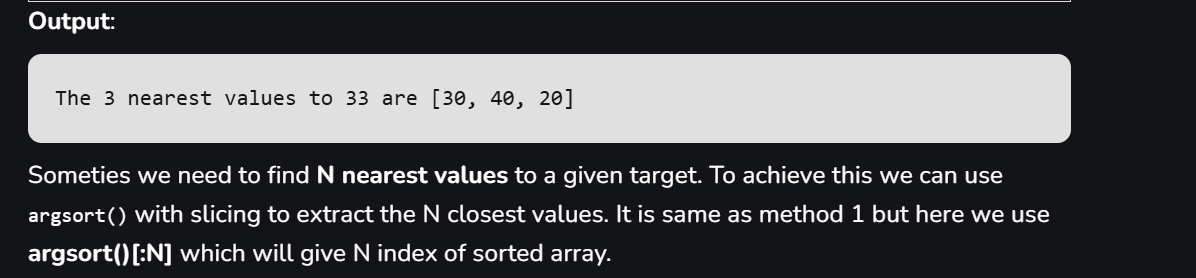 Output:
The 3 nearest values to 33 are [30, 40, 20]
Someties we need to find N nearest values to a given target. To achieve this we can use
argsort() with slicing to extract the N closest values. It is same as method 1 but here we use
argsort()[:N] which will give N index of sorted array.